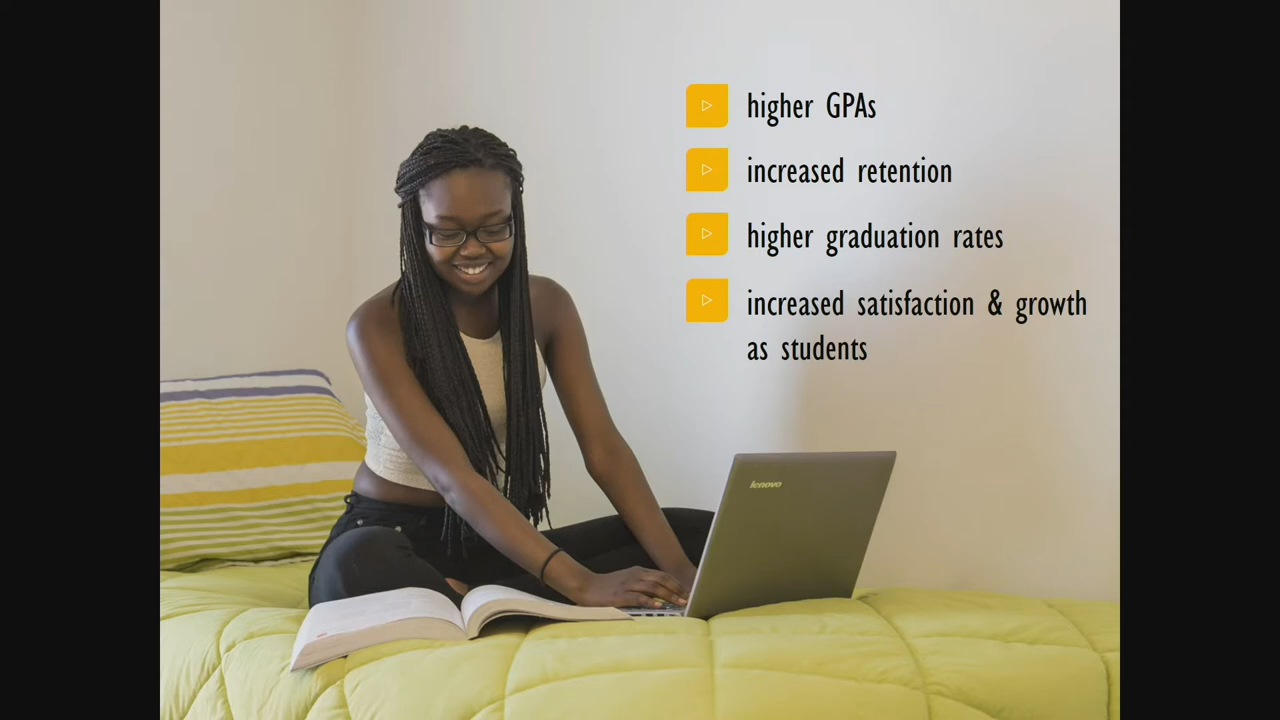 higher GPAs
increased retention
higher graduation rates
increased satisfaction & growth
as students
lenovo